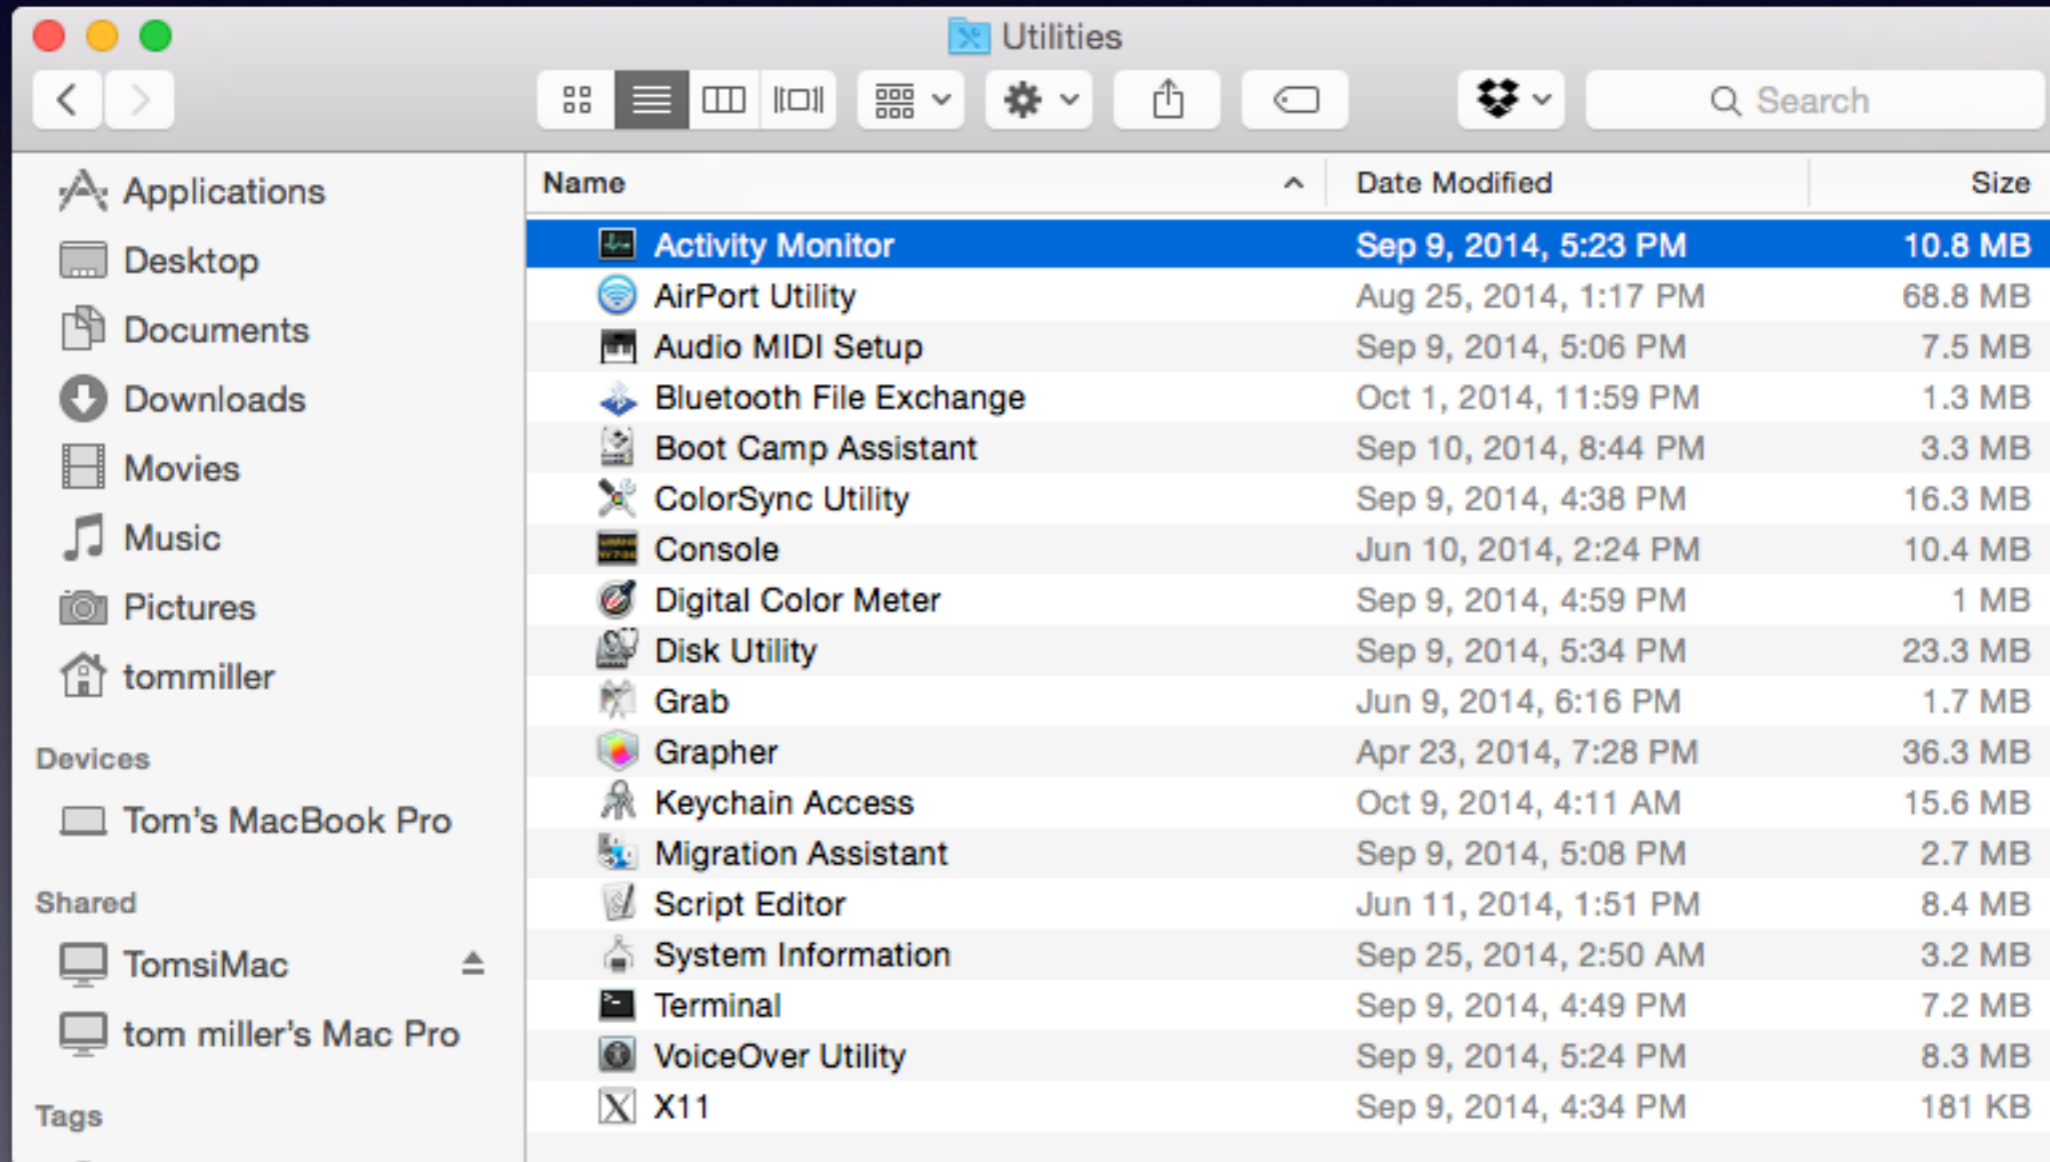 Utilities
Search
Applications
Desktop
Documents
Downloads
Movies
Music
Pictures
tommiller
Devices
Tom's MacBook Pro
Shared
TomsiMac
tom miller's Mac Pro
Tags
Name Date Modified Size
Activity Monitor Sep 9, 2014, 5:23 PM 10.8 MB
AirPort Utility Aug 25, 2014, 1:17 PM 68.8 MB
Audio MIDI Setup Sep 9, 2014, 5:06 PM 7.5 MB
Bluetooth File Exchange Oct 1, 2014, 11:59 PM 1.3 MB
Boot Camp Assistant Sep 10, 2014, 8:44 PM 3.3 MB
ColorSync Utility Sep 9, 2014, 4:38 PM 16.3 MB
Console Jun 10, 2014, 2:24 PM 10.4 MB
Digital Color Meter Sep 9, 2014, 4:59 PM 1 MB
Disk Utility Sep 9, 2014, 5:34 PM 23.3 MB
Grab Jun 9, 2014, 6:16 PM 1.7 MB
Grapher Apr 23, 2014, 7:28 PM 36.3 MB
Keychain Access Oct 9, 2014, 4:11 AM 15.6 MB
Migration Assistant Sep 9, 2014, 5:08 PM 2.7 MB
Script Editor Jun 11, 2014, 1:51 PM 8.4 MB
System Information Sep 25, 2014, 2:50 AM 3.2 MB
Terminal Sep 9, 2014, 4:49 PM 7.2 MB
VoiceOver Utility Sep 9, 2014, 5:24 PM 8.3 MB
X11 Sep 9, 2014, 4:34 PM 181 KB